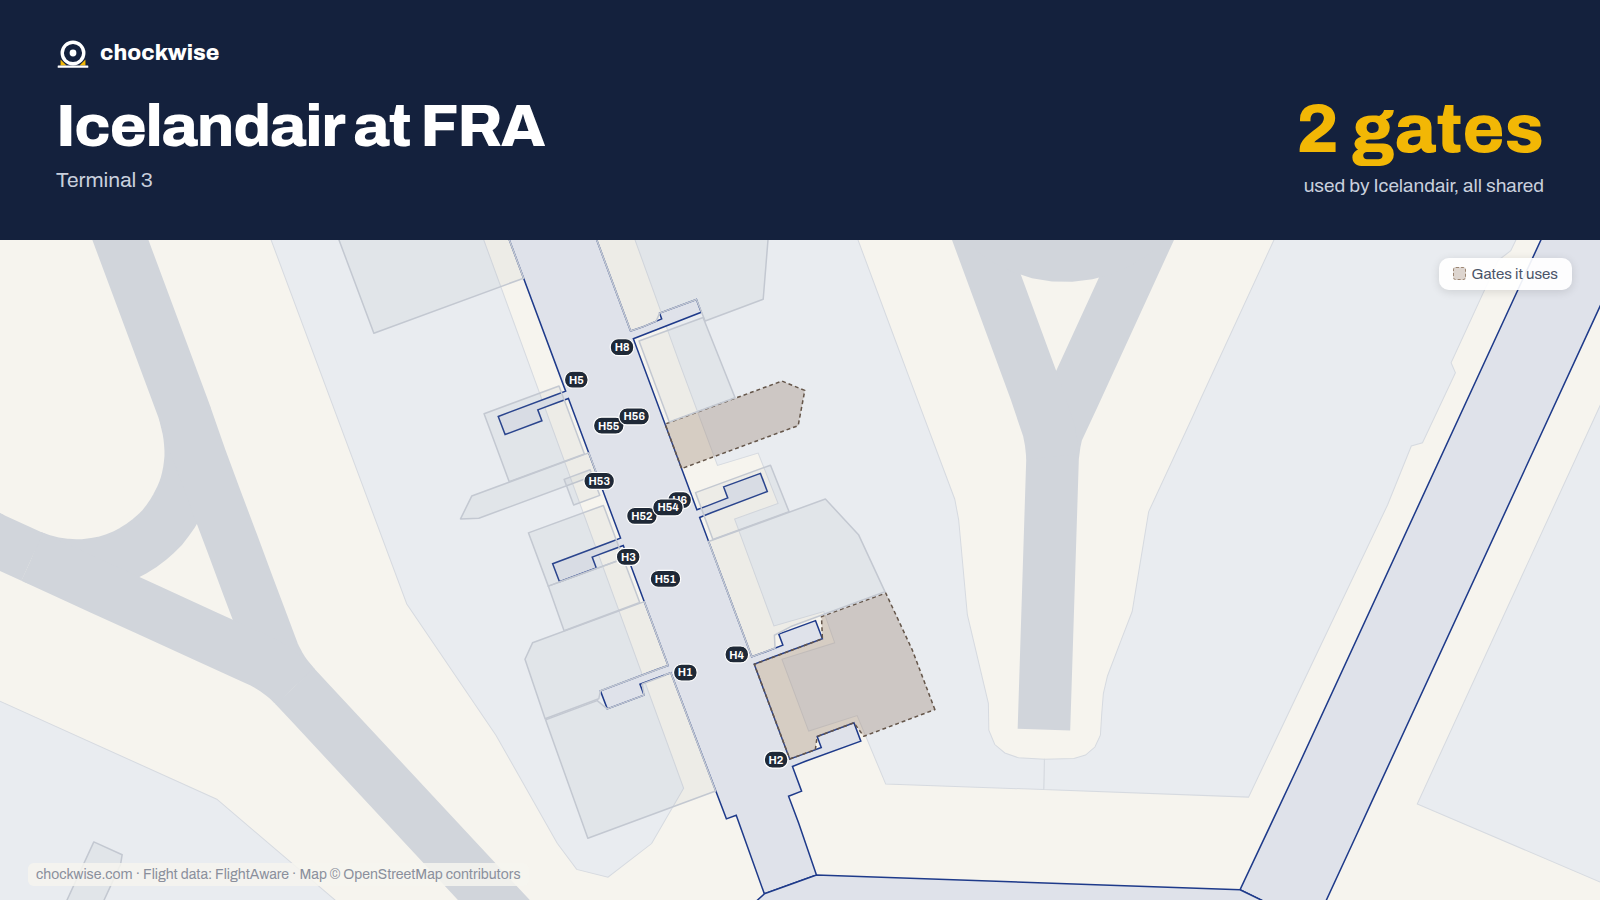 chockwise
Icelandair at FRA
Terminal 3
2 gates
used by Icelandair, all shared
Gates it uses
H8
H5
H56
H55
H53
H6
H54
H52
H3
H51
H4
H1
H2
chockwise.com · Flight data: FlightAware · Map © OpenStreetMap contributors